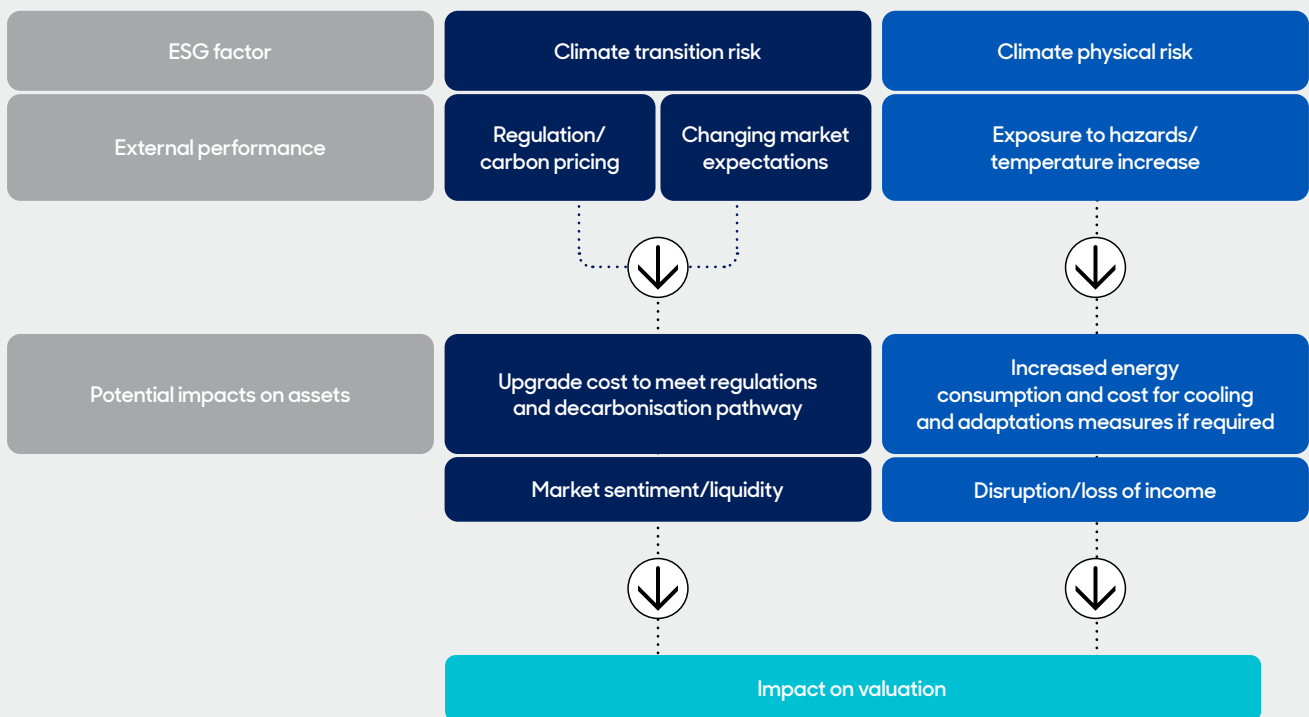 ESG factor
Climate transition risk
Climate physical risk
External performance
Regulation/
carbon pricing
Changing market
expectations
Exposure to hazards/
temperature increase
Potential impacts on assets
Upgrade cost to meet regulations
and decarbonisation pathway
Increased energy
consumption and cost for cooling
and adaptations measures if required
Market sentiment/liquidity
Disruption/loss of income
Impact on valuation